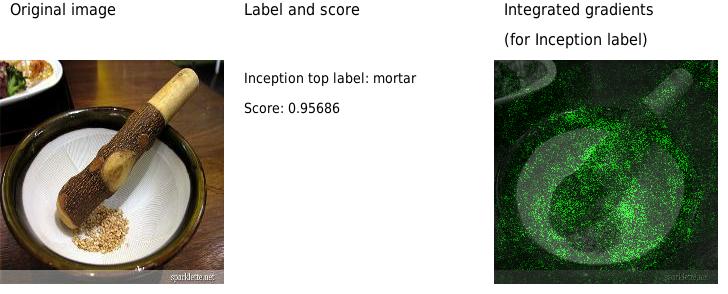 Original image
Label and score
Integrated gradients
(for Inception label)
Inception top label: mortar
Score: 0.95686
sparklette.net
sparklette.net